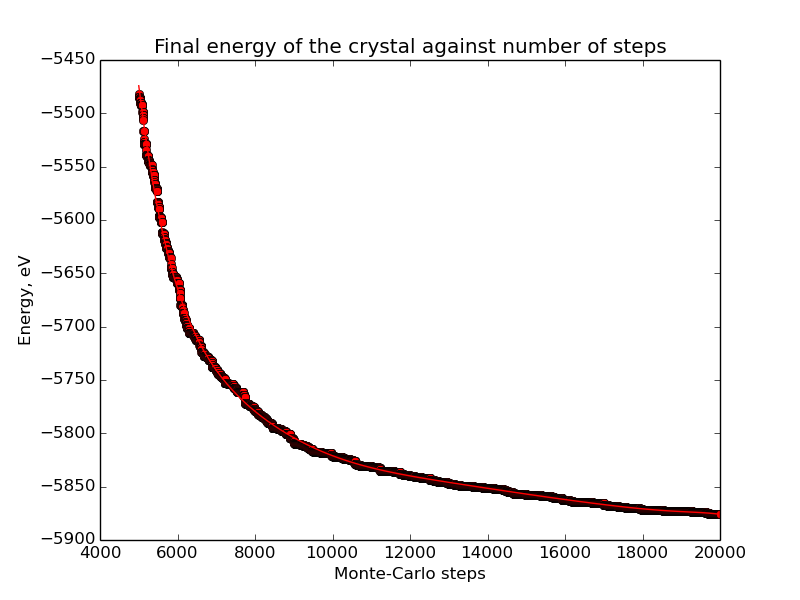 Final energy of the crystal against number of steps
−5450
−5500
−5550
−5600
−5650
−5700
−5750
−5800
−5850
−5900
Energy, eV
4000 6000 8000 10000 12000 14000 16000 18000 20000
Monte-Carlo steps